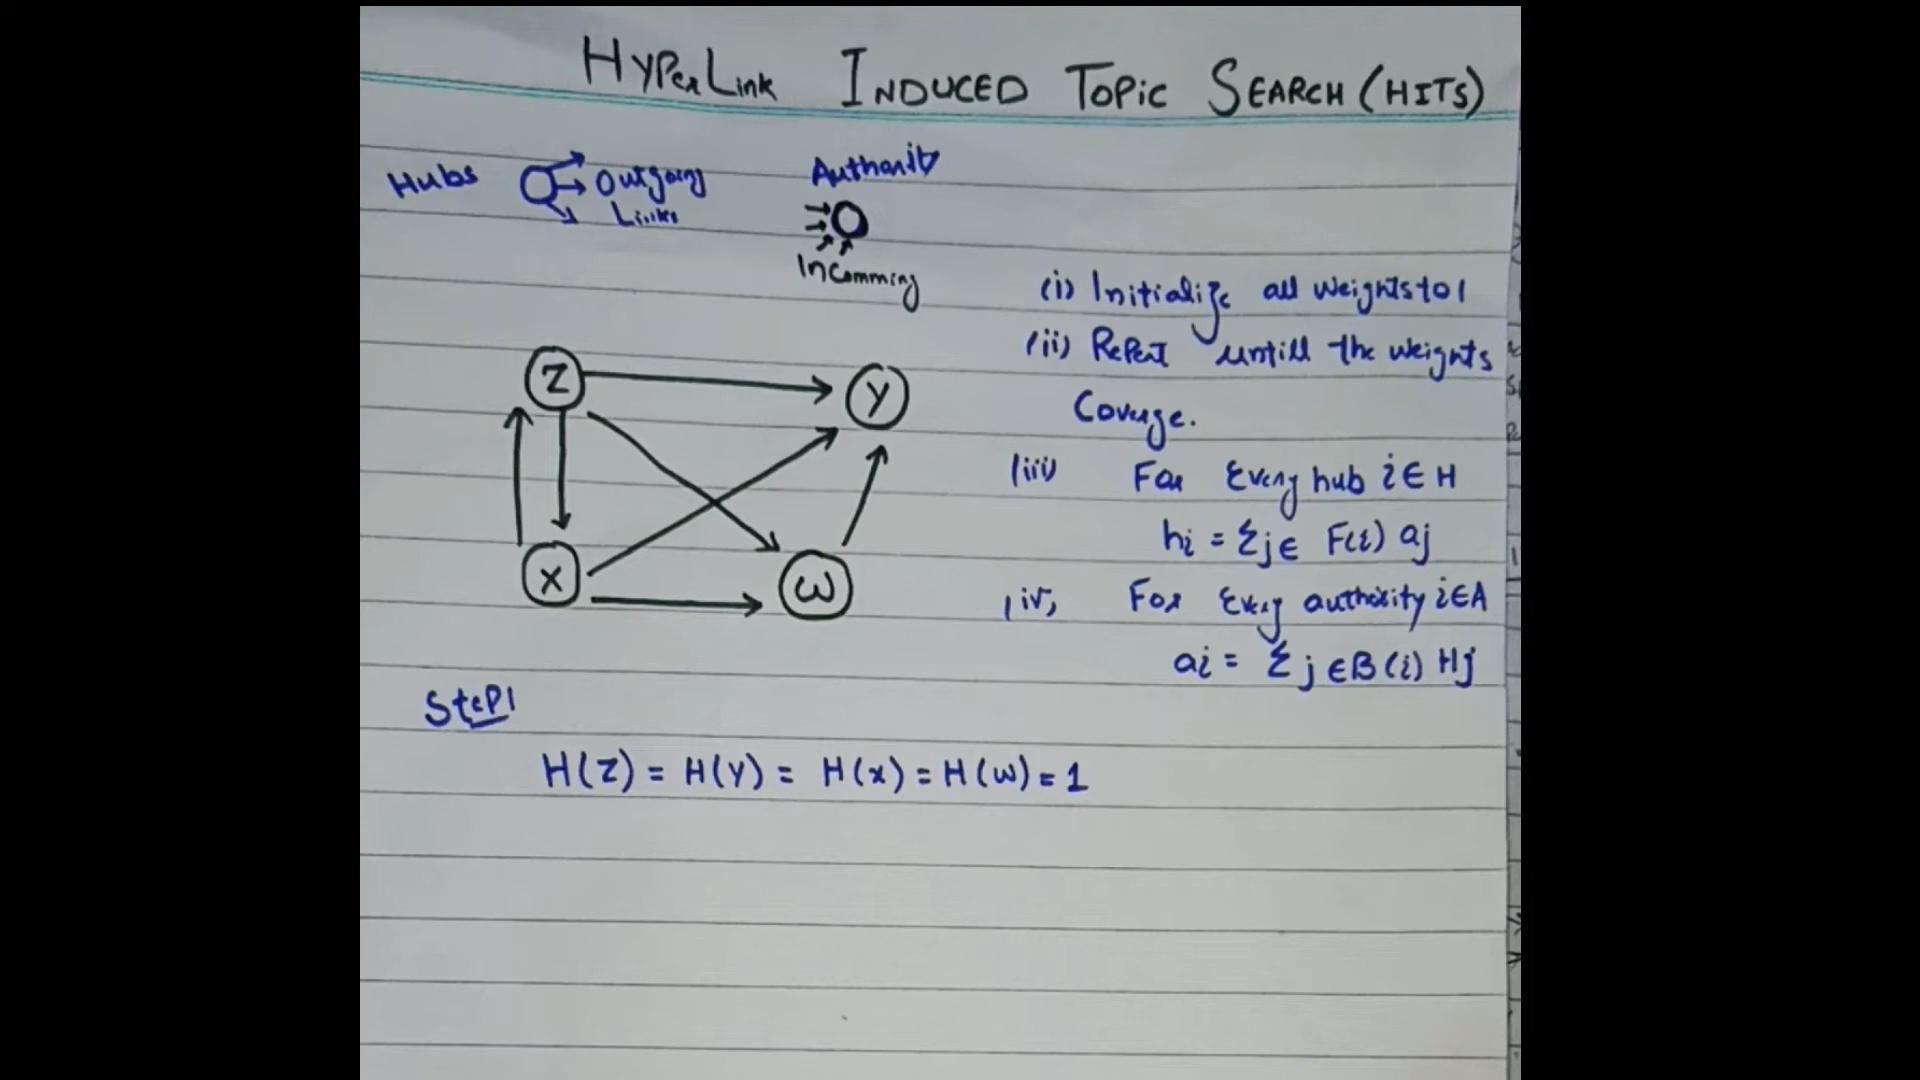 HyperLink INDUCED TOPic SEARCH (HITS)
Hubs Outgoing Links
Authority
Incomming
(i) Initialize all weights to 1
(ii) Repeat untill the weights
Coverge.
(iii) For Every hub i ∈ H
hi = Σj∈ F(i) aj
(iv) For Every authority i∈A
ai = Σ j ∈B(i) Hj
Z
Y
X
W
Step1
H(Z) = H(Y) = H(x) = H(w) = 1